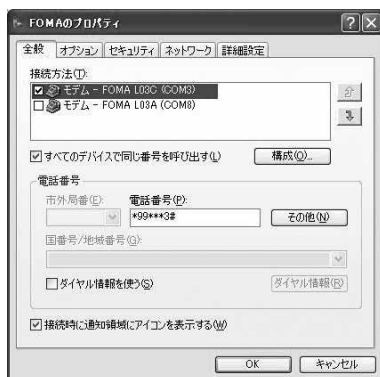 FOMAのプロパティ
全般 オプション セキュリティ ネットワーク 詳細設定
接続方法(T):
モデム - FOMA L03C (COM3)
モデム - FOMA L03A (COM8)
すべてのデバイスで同じ番号を呼び出す(L) 構成(O)...
電話番号
市外局番(E): 電話番号(P):
*99***3# その他(N)
国番号/地域番号(G):
ダイヤル情報を使う(S) ダイヤル情報(R)
接続時に通知領域にアイコンを表示する(W)
OK キャンセル